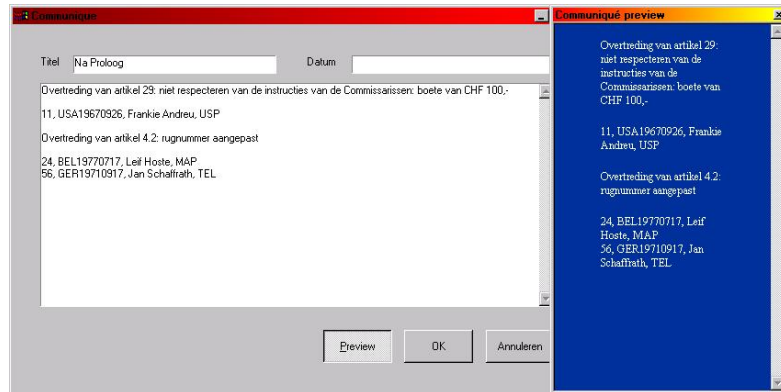 Communique
Titel Na Proloog Datum
Overtreding van artikel 29: niet respecteren van de instructies van de Commissarissen: boete van CHF 100,-
11, USA19670926, Frankie Andreu, USP
Overtreding van artikel 4.2: rugnummer aangepast
24, BEL19770717, Leif Hoste, MAP
56, GER19710917, Jan Schaffrath, TEL
Preview OK Annuleren
Communiqué preview
Overtreding van artikel 29:
niet respecteren van de
instructies van de
Commissarissen: boete van
CHF 100,-
11, USA19670926, Frankie
Andreu, USP
Overtreding van artikel 4.2:
rugnummer aangepast
24, BEL19770717, Leif
Hoste, MAP
56, GER19710917, Jan
Schaffrath, TEL